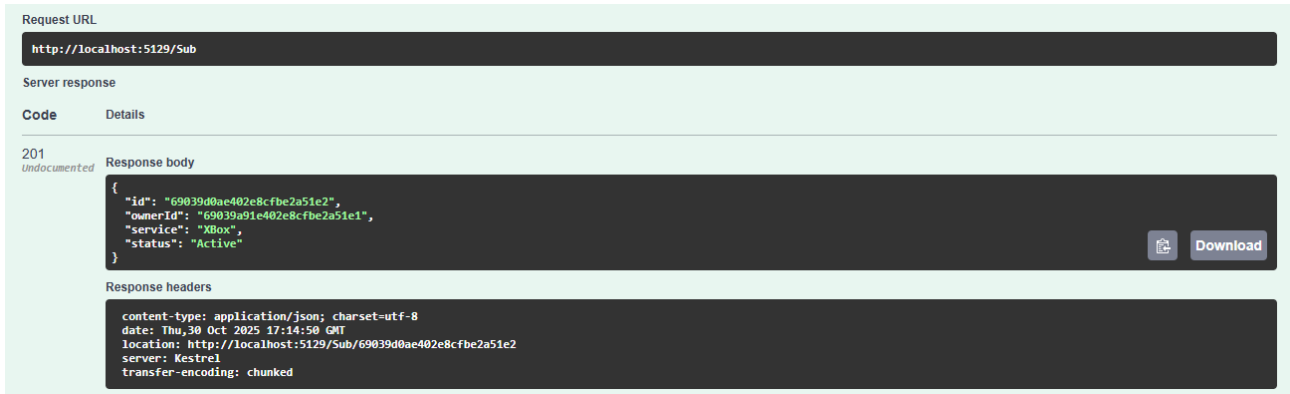 Request URL
http://localhost:5129/Sub
Server response
Code Details
201
Undocumented
Response body
{
"id": "69039d0ae402e8cfbe2a51e2",
"ownerId": "69039a91e402e8cfbe2a51e1",
"service": "XBox",
"status": "Active"
}
Download
Response headers
content-type: application/json; charset=utf-8
date: Thu,30 Oct 2025 17:14:50 GMT
location: http://localhost:5129/Sub/69039d0ae402e8cfbe2a51e2
server: Kestrel
transfer-encoding: chunked